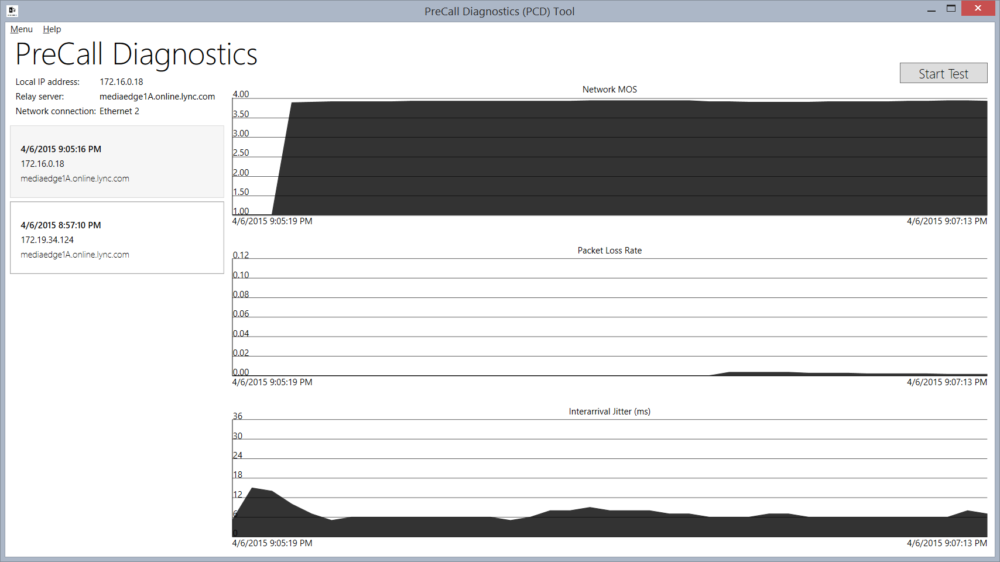 PreCall Diagnostics (PCD) Tool
Menu Help
PreCall Diagnostics
Local IP address: 172.16.0.18
Relay server: mediaedge1A.online.lync.com
Network connection: Ethernet 2
4/6/2015 9:05:16 PM
172.16.0.18
mediaedge1A.online.lync.com
4/6/2015 8:57:10 PM
172.19.34.124
mediaedge1A.online.lync.com
Start Test
Network MOS
4.00
3.50
3.00
2.50
2.00
1.50
1.00
4/6/2015 9:05:19 PM 4/6/2015 9:07:13 PM
Packet Loss Rate
0.12
0.10
0.08
0.06
0.04
0.02
0.00
4/6/2015 9:05:19 PM 4/6/2015 9:07:13 PM
Interarrival Jitter (ms)
36
30
24
18
12
6
0
4/6/2015 9:05:19 PM 4/6/2015 9:07:13 PM